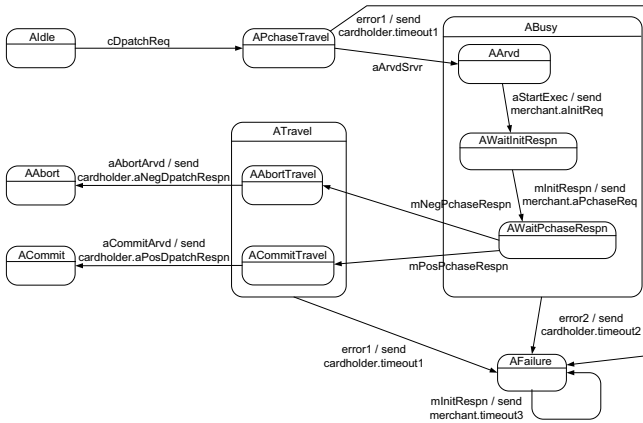 error1 / send
cardholder.timeout1
ABusy
AIdle
cDpatchReq
APchaseTravel
AArvd
aArvdSrvr
aStartExec / send
merchant.aInitReq
ATravel
AWaitInitRespn
aAbortArvd / send
cardholder.aNegDpatchRespn
AAbort
AAbortTravel
mInitRespn / send
merchant.aPchaseReq
mNegPchaseRespn
AWaitPchaseRespn
aCommitArvd / send
cardholder.aPosDpatchRespn
ACommit
ACommitTravel
mPosPchaseRespn
error2 / send
cardholder.timeout2
error1 / send
cardholder.timeout1
AFailure
mInitRespn / send
merchant.timeout3